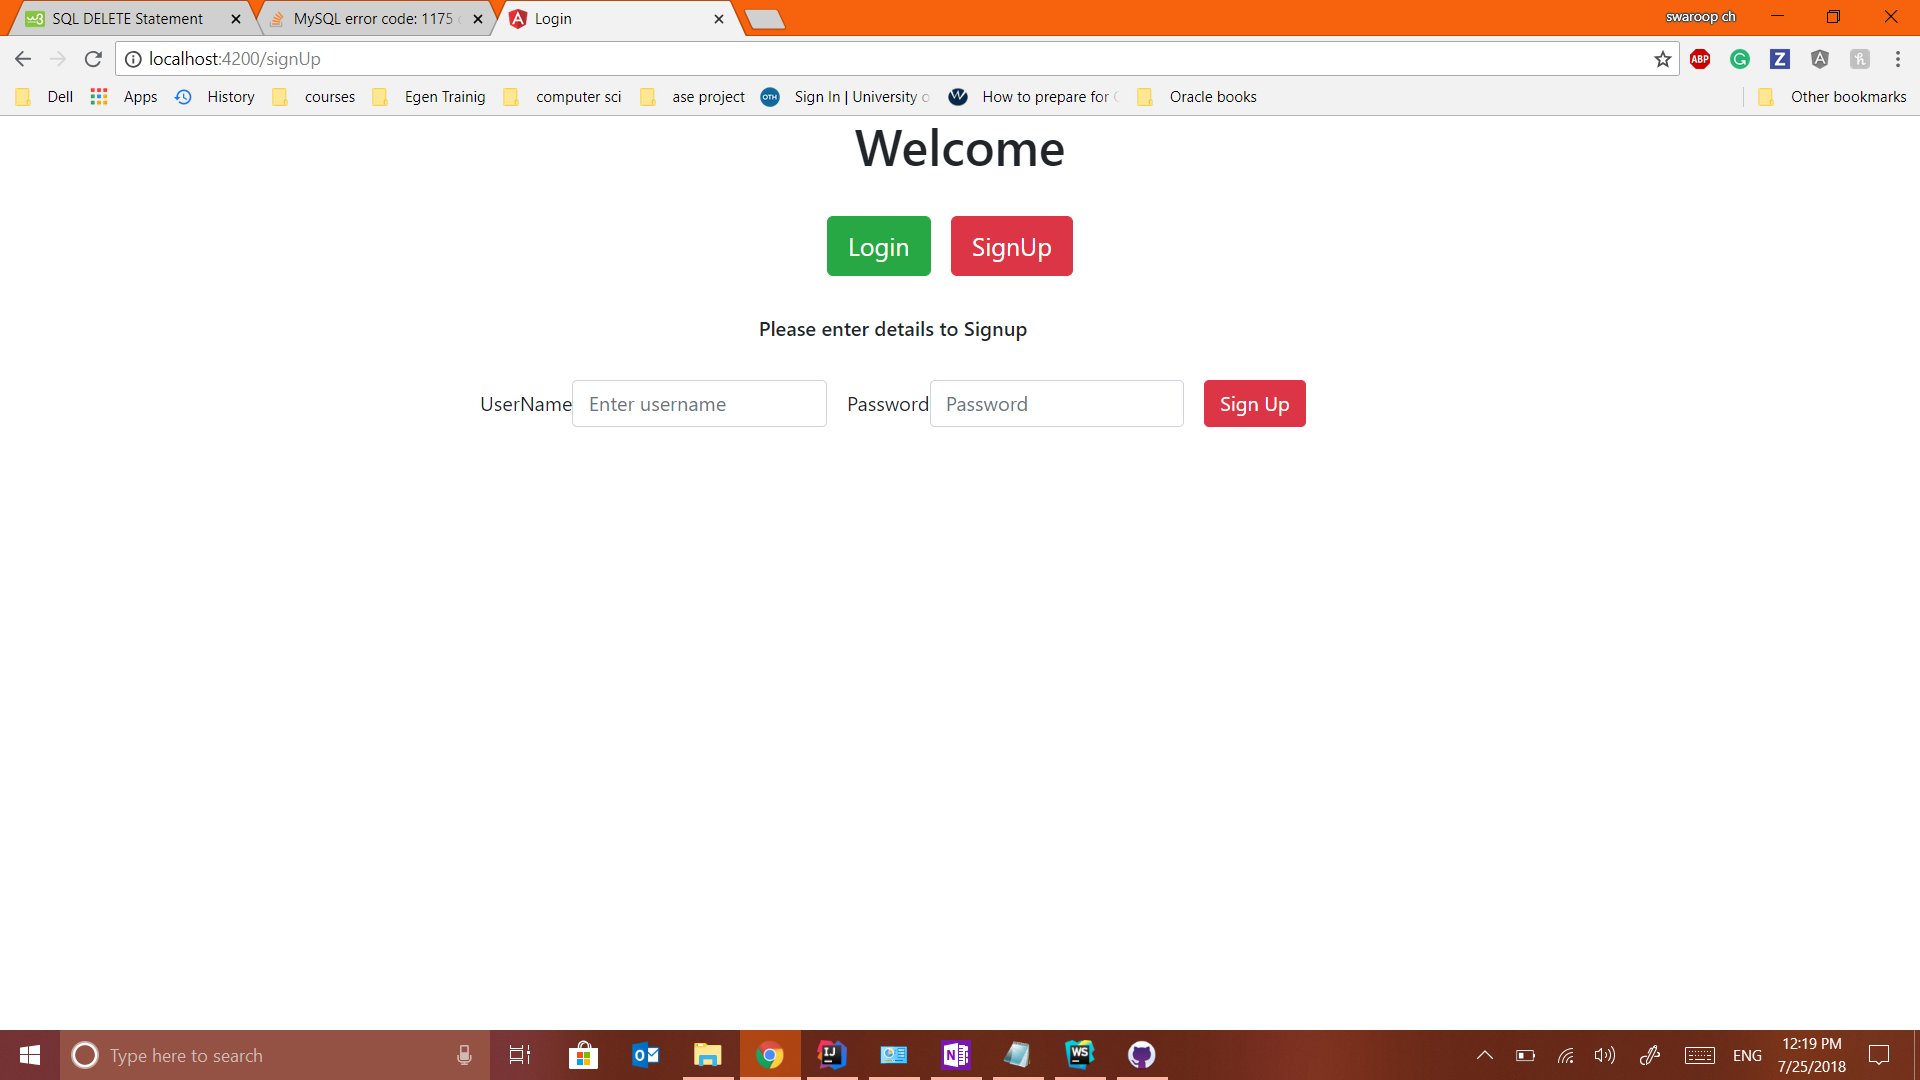 SQL DELETE Statement
MySQL error code: 1175
Login
swaroop ch
localhost:4200/signUp
ABP
Dell Apps History courses Egen Trainig computer sci ase project OTH Sign In | University How to prepare for Oracle books Other bookmarks
Welcome
Login SignUp
Please enter details to Signup
UserName Enter username Password Password Sign Up
Type here to search
ENG
12:19 PM
7/25/2018